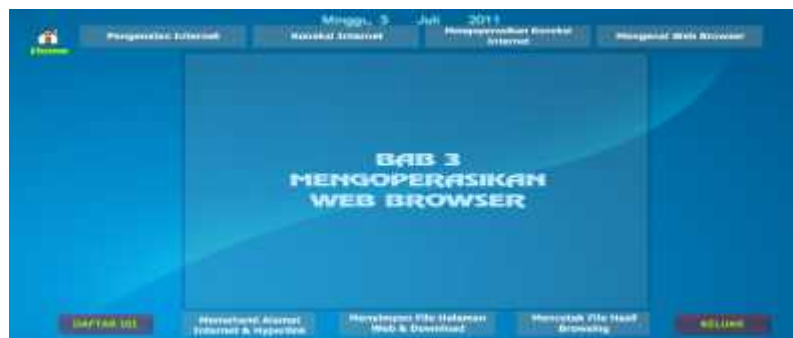 Minggu, 3 Juli 2011
Home
Pengenalan Internet
Koneksi Internet
Mengoperasikan Koneksi
Internet
Mengenal Web Browser
BAB 3
MENGOPERASIKAN
WEB BROWSER
DAFTAR ISI
Memahami Alamat
Internet & Hyperlink
Menyimpan File Halaman
Web & Download
Mencetak File Hasil
Browsing
KELUAR